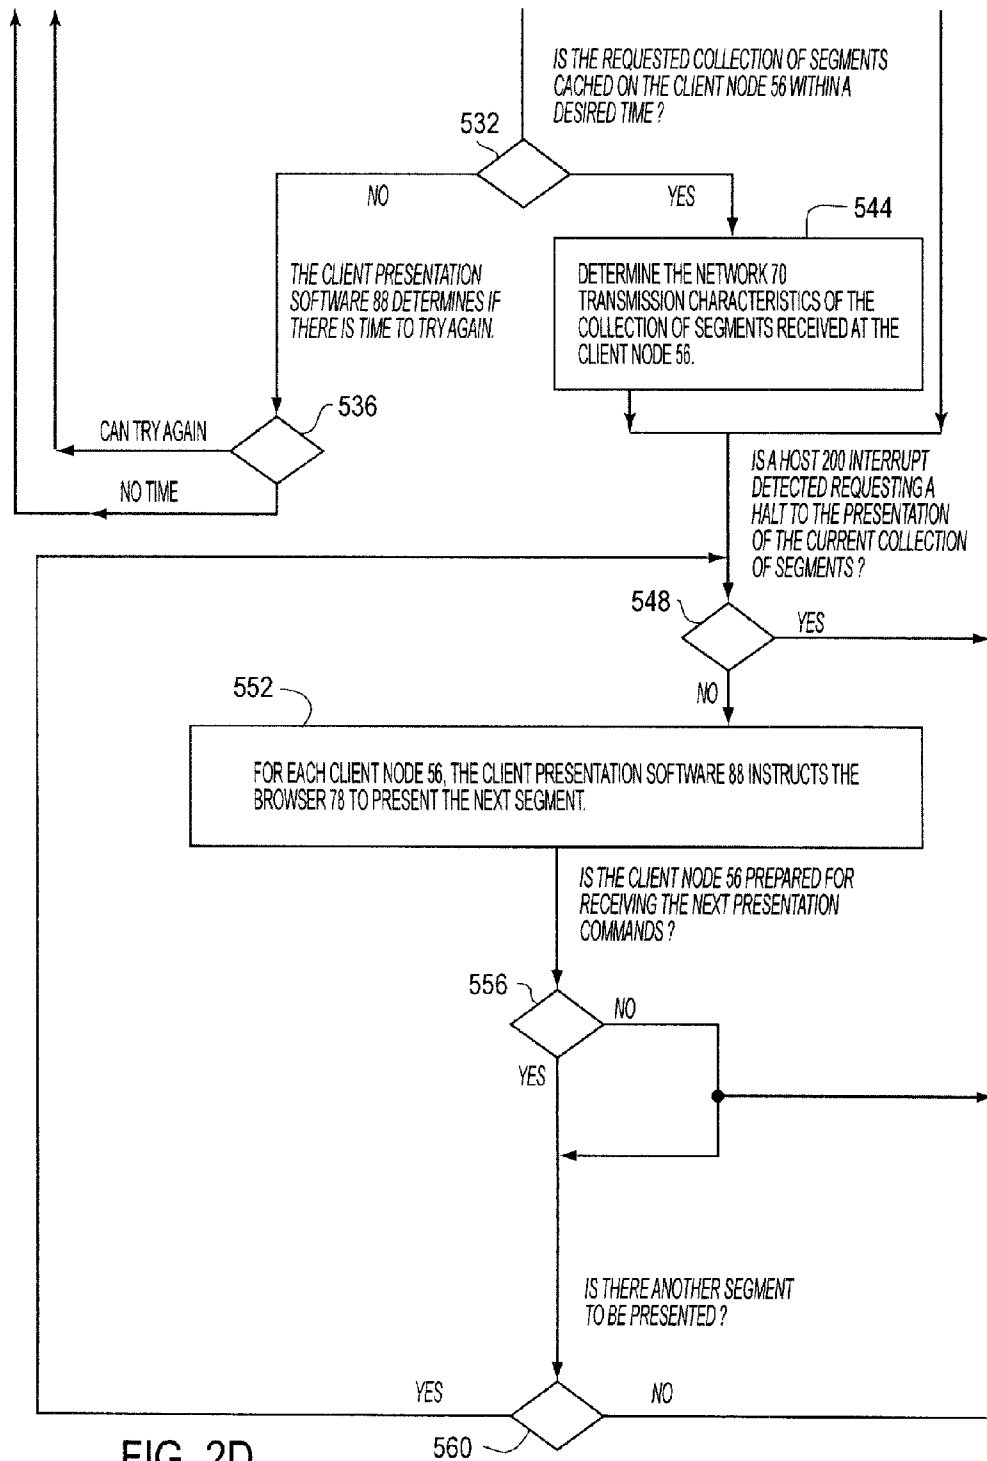 IS THE REQUESTED COLLECTION OF SEGMENTS
CACHED ON THE CLIENT NODE 56 WITHIN A
DESIRED TIME ?
532
NO
YES
544
THE CLIENT PRESENTATION
SOFTWARE 88 DETERMINES IF
THERE IS TIME TO TRY AGAIN.
DETERMINE THE NETWORK 70
TRANSMISSION CHARACTERISTICS OF THE
COLLECTION OF SEGMENTS RECEIVED AT THE
CLIENT NODE 56.
536
CAN TRY AGAIN
NO TIME
IS A HOST 200 INTERRUPT
DETECTED REQUESTING A
HALT TO THE PRESENTATION
OF THE CURRENT COLLECTION
OF SEGMENTS ?
548
YES
NO
552
FOR EACH CLIENT NODE 56, THE CLIENT PRESENTATION SOFTWARE 88 INSTRUCTS THE
BROWSER 78 TO PRESENT THE NEXT SEGMENT.
IS THE CLIENT NODE 56 PREPARED FOR
RECEIVING THE NEXT PRESENTATION
COMMANDS ?
556
NO
YES
IS THERE ANOTHER SEGMENT
TO BE PRESENTED ?
YES
NO
560
FIG. 2D